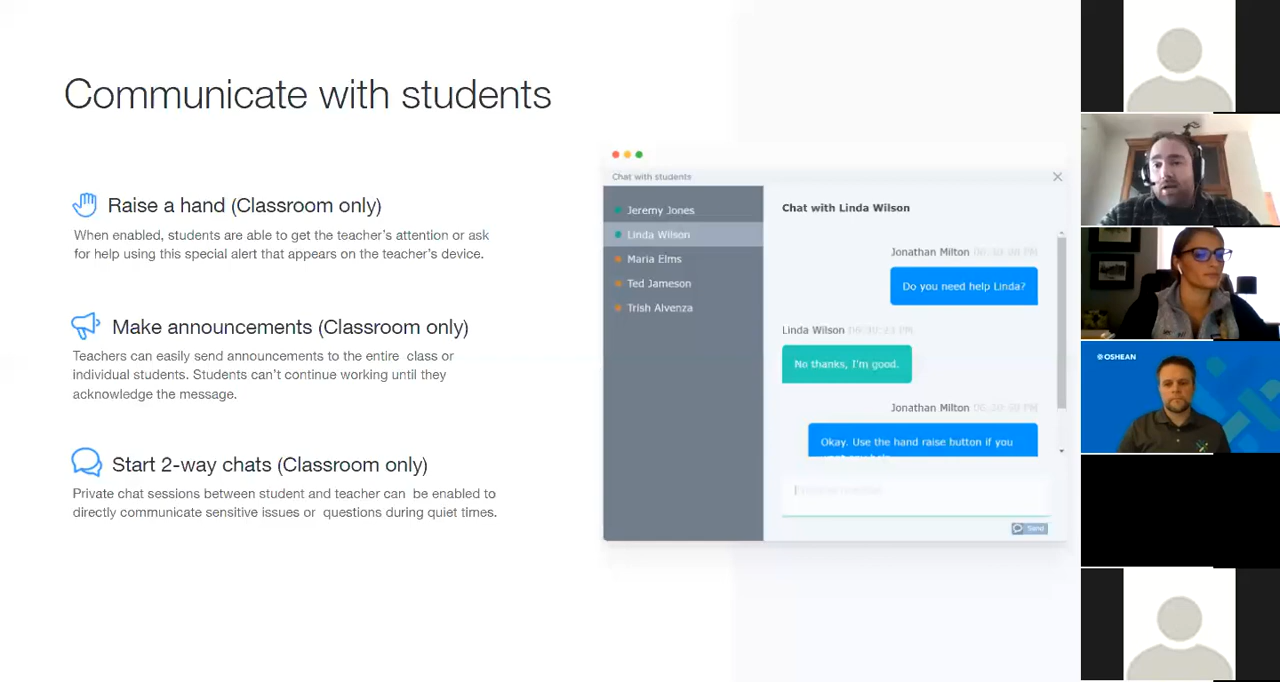 Communicate with students
Raise a hand (Classroom only)
When enabled, students are able to get the teacher's attention or ask
for help using this special alert that appears on the teacher's device.
Make announcements (Classroom only)
Teachers can easily send announcements to the entire class or
individual students. Students can't continue working until they
acknowledge the message.
Start 2-way chats (Classroom only)
Private chat sessions between student and teacher can be enabled to
directly communicate sensitive issues or questions during quiet times.
Chat with students
Jeremy Jones
Linda Wilson
Maria Elms
Ted Jameson
Trish Alvenza
Chat with Linda Wilson
Jonathan Milton
Do you need help Linda?
Linda Wilson
No thanks, I'm good.
Jonathan Milton
Okay. Use the hand raise button if you
Send
OSHEAN